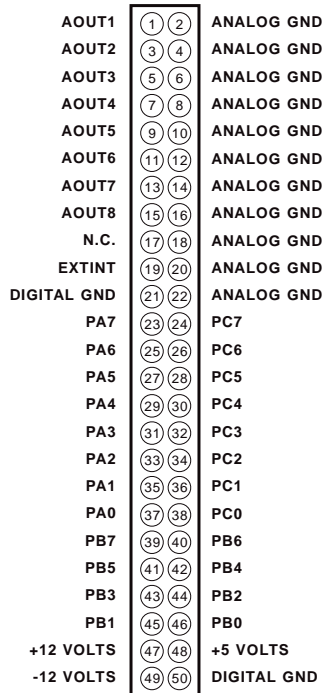 AOUT1 1 2 ANALOG GND
AOUT2 3 4 ANALOG GND
AOUT3 5 6 ANALOG GND
AOUT4 7 8 ANALOG GND
AOUT5 9 10 ANALOG GND
AOUT6 11 12 ANALOG GND
AOUT7 13 14 ANALOG GND
AOUT8 15 16 ANALOG GND
N.C. 17 18 ANALOG GND
EXTINT 19 20 ANALOG GND
DIGITAL GND 21 22 ANALOG GND
PA7 23 24 PC7
PA6 25 26 PC6
PA5 27 28 PC5
PA4 29 30 PC4
PA3 31 32 PC3
PA2 33 34 PC2
PA1 35 36 PC1
PA0 37 38 PC0
PB7 39 40 PB6
PB5 41 42 PB4
PB3 43 44 PB2
PB1 45 46 PB0
+12 VOLTS 47 48 +5 VOLTS
-12 VOLTS 49 50 DIGITAL GND